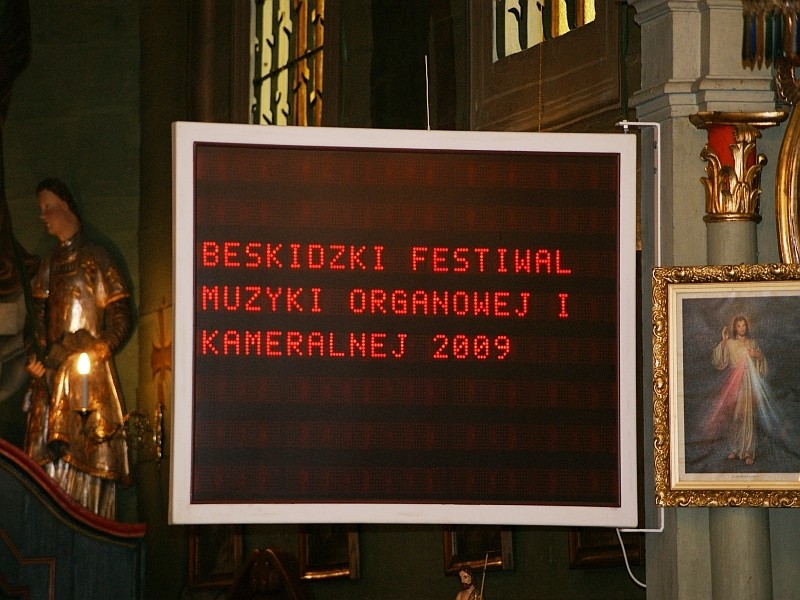 BESKIDZKI FESTIWAL
MUZYKI ORGANOWEJ I
KAMERALNEJ 2009